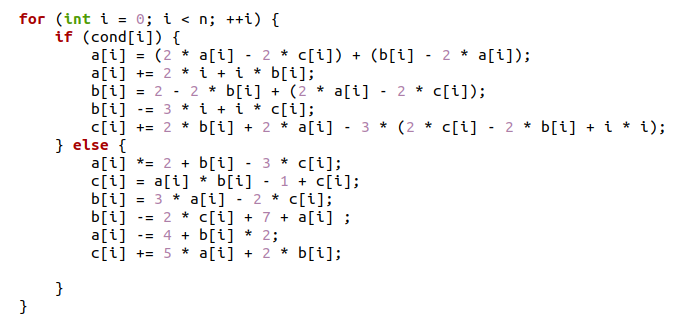 for (int i = 0; i < n; ++i) {
    if (cond[i]) {
        a[i] = (2 * a[i] - 2 * c[i]) + (b[i] - 2 * a[i]);
        a[i] += 2 * i + i * b[i];
        b[i] = 2 - 2 * b[i] + (2 * a[i] - 2 * c[i]);
        b[i] -= 3 * i + i * c[i];
        c[i] += 2 * b[i] + 2 * a[i] - 3 * (2 * c[i] - 2 * b[i] + i * i);
    } else {
        a[i] *= 2 + b[i] - 3 * c[i];
        c[i] = a[i] * b[i] - 1 + c[i];
        b[i] = 3 * a[i] - 2 * c[i];
        b[i] -= 2 * c[i] + 7 + a[i] ;
        a[i] -= 4 + b[i] * 2;
        c[i] += 5 * a[i] + 2 * b[i];

    }
}